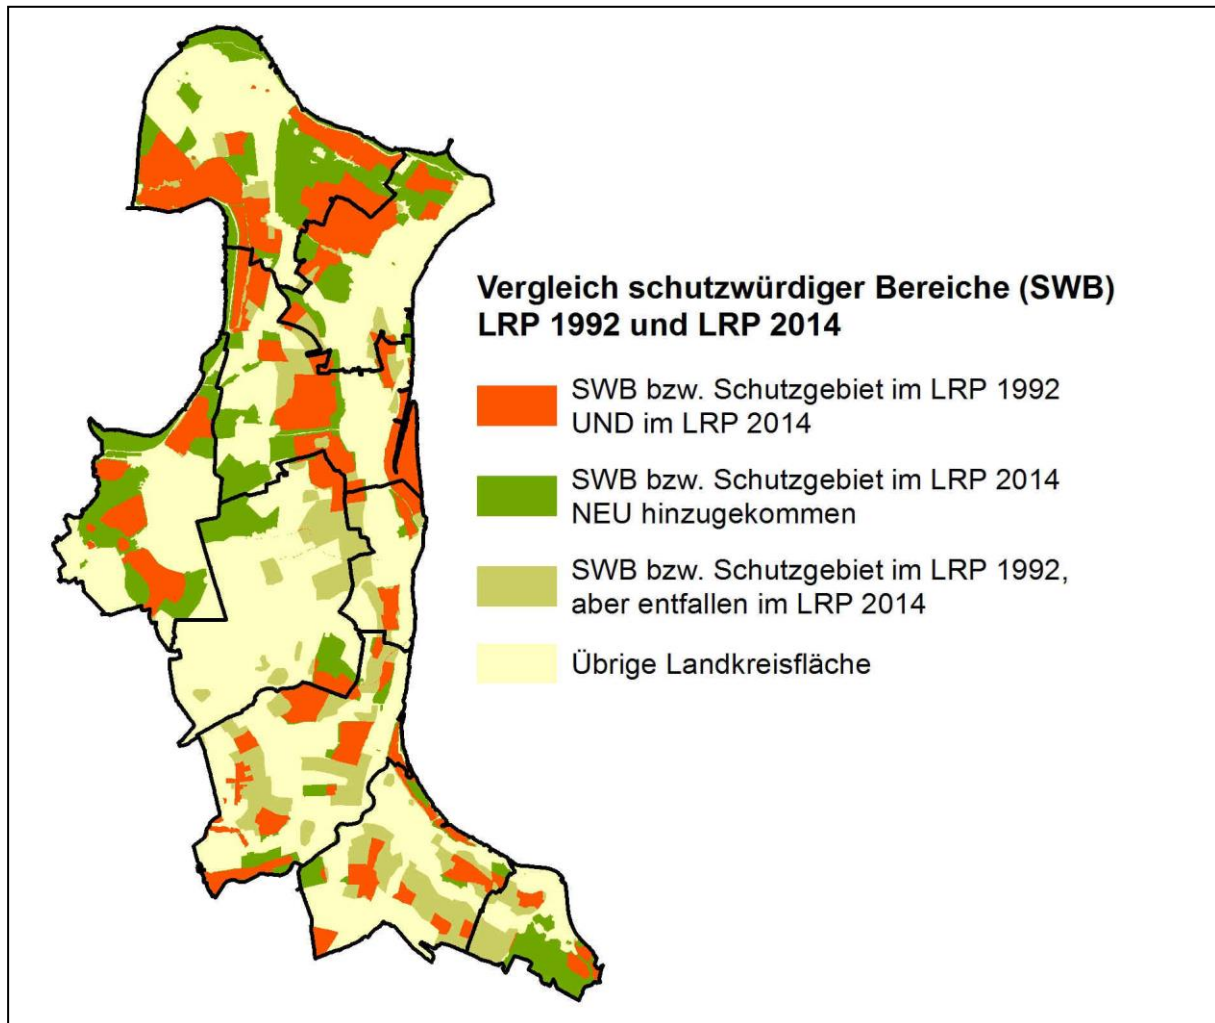 Vergleich schutzwürdiger Bereiche (SWB)
LRP 1992 und LRP 2014
SWB bzw. Schutzgebiet im LRP 1992
UND im LRP 2014
SWB bzw. Schutzgebiet im LRP 2014
NEU hinzugekommen
SWB bzw. Schutzgebiet im LRP 1992,
aber entfallen im LRP 2014
Übrige Landkreisfläche